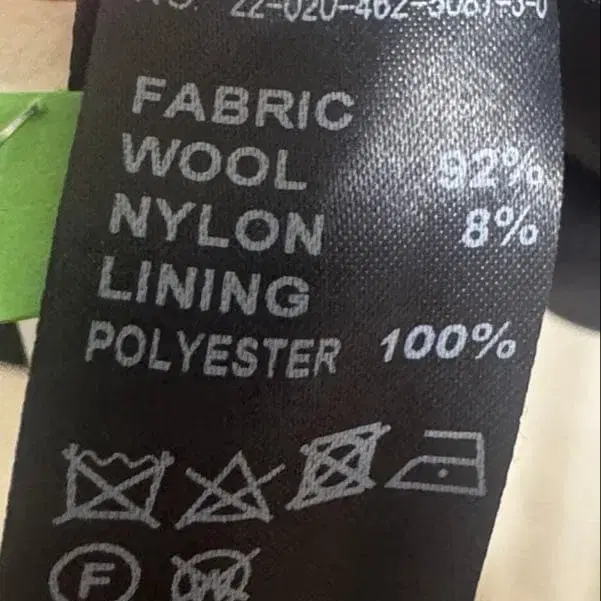 FABRIC
WOOL 92%
NYLON 8%
LINING
POLYESTER 100%
F